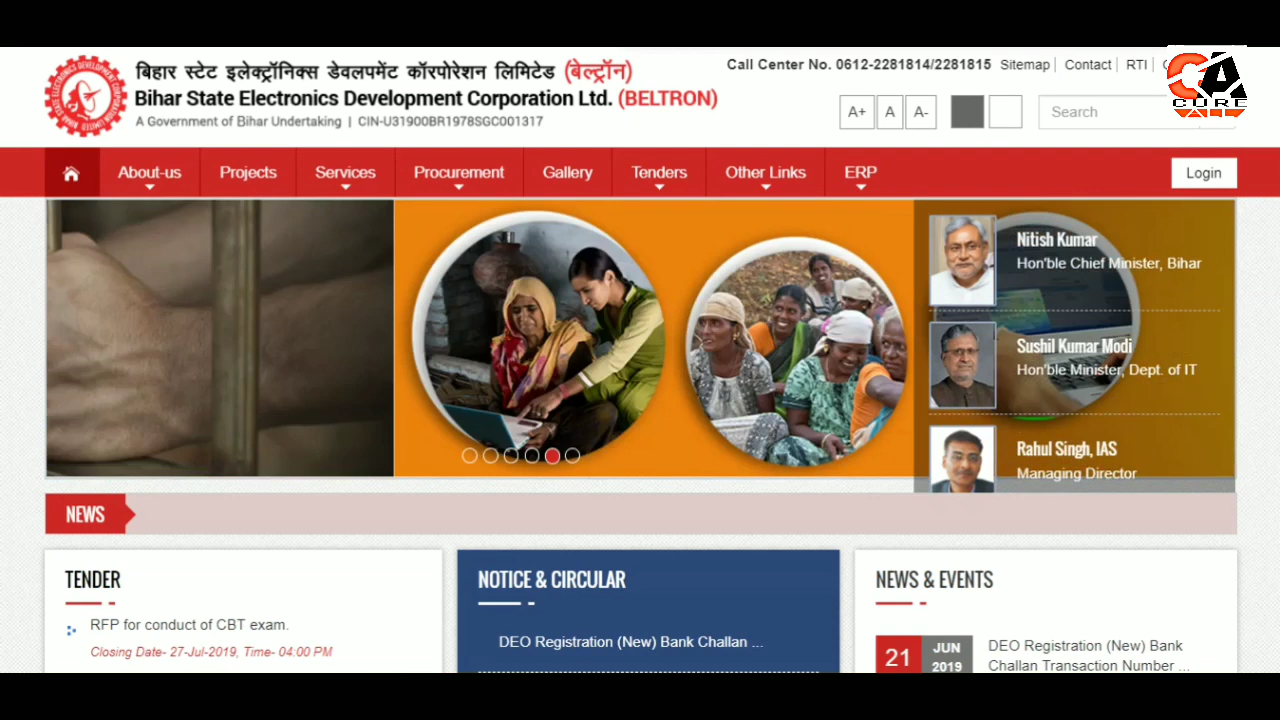 बिहार स्टेट इलेक्ट्रॉनिक्स डेवलपमेंट कॉरपोरेशन लिमिटेड (बेल्ट्रॉन)
Bihar State Electronics Development Corporation Ltd. (BELTRON)
A Government of Bihar Undertaking | CIN-U31900BR1978SGC001317
Call Center No. 0612-2281814/2281815 Sitemap Contact RTI
A+ A A- Search
CA
CURE
About-us Projects Services Procurement Gallery Tenders Other Links ERP Login
Nitish Kumar
Hon'ble Chief Minister, Bihar
Sushil Kumar Modi
Hon'ble Minister, Dept. of IT
Rahul Singh, IAS
Managing Director
NEWS
TENDER
RFP for conduct of CBT exam.
Closing Date- 27-Jul-2019, Time- 04:00 PM
NOTICE & CIRCULAR
DEO Registration (New) Bank Challan ...
NEWS & EVENTS
21 JUN 2019
DEO Registration (New) Bank
Challan Transaction Number ...